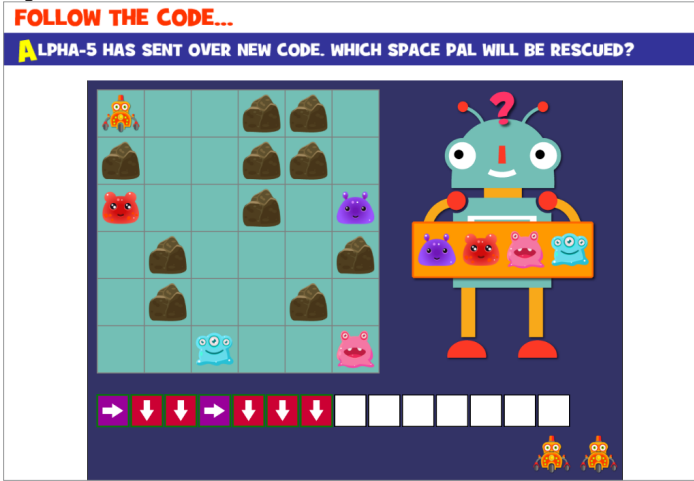 FOLLOW THE CODE...
ALPHA-5 HAS SENT OVER NEW CODE. WHICH SPACE PAL WILL BE RESCUED?
?